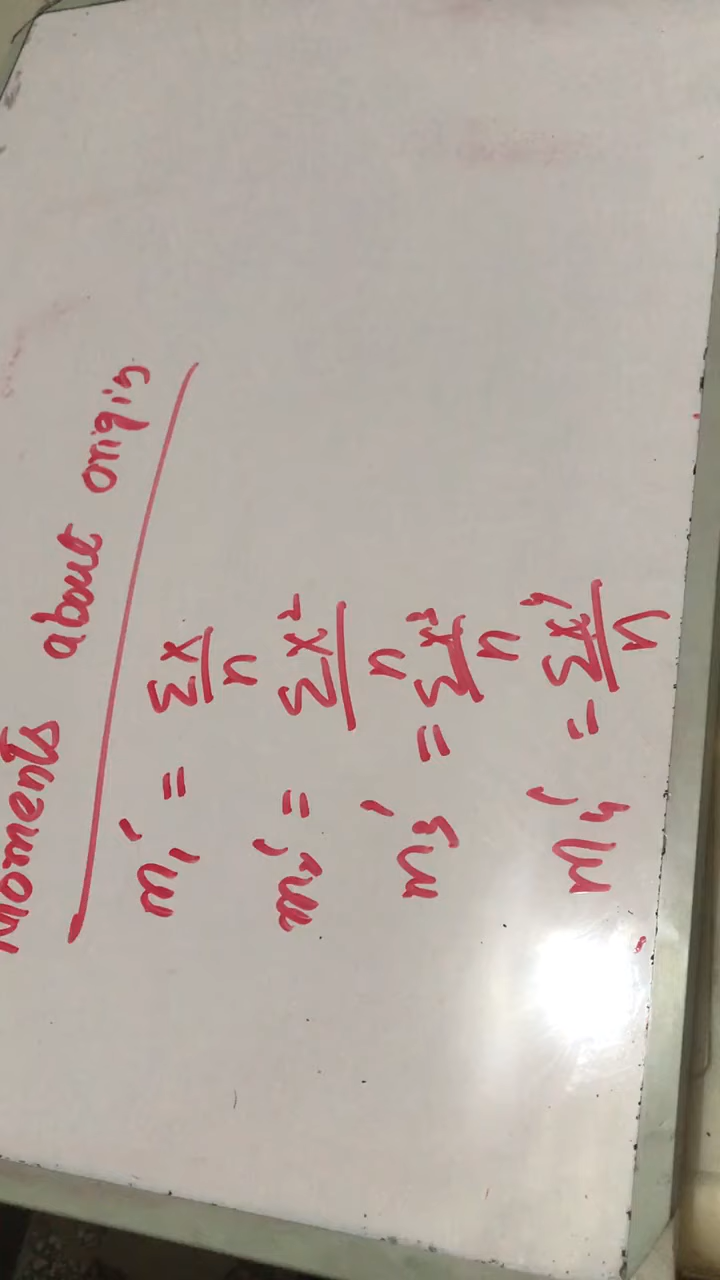 Moments about origin
m₁' = Σx/n
m₂' = Σx²/n
m₃' = Σx³/n
m₄' = Σx⁴/n